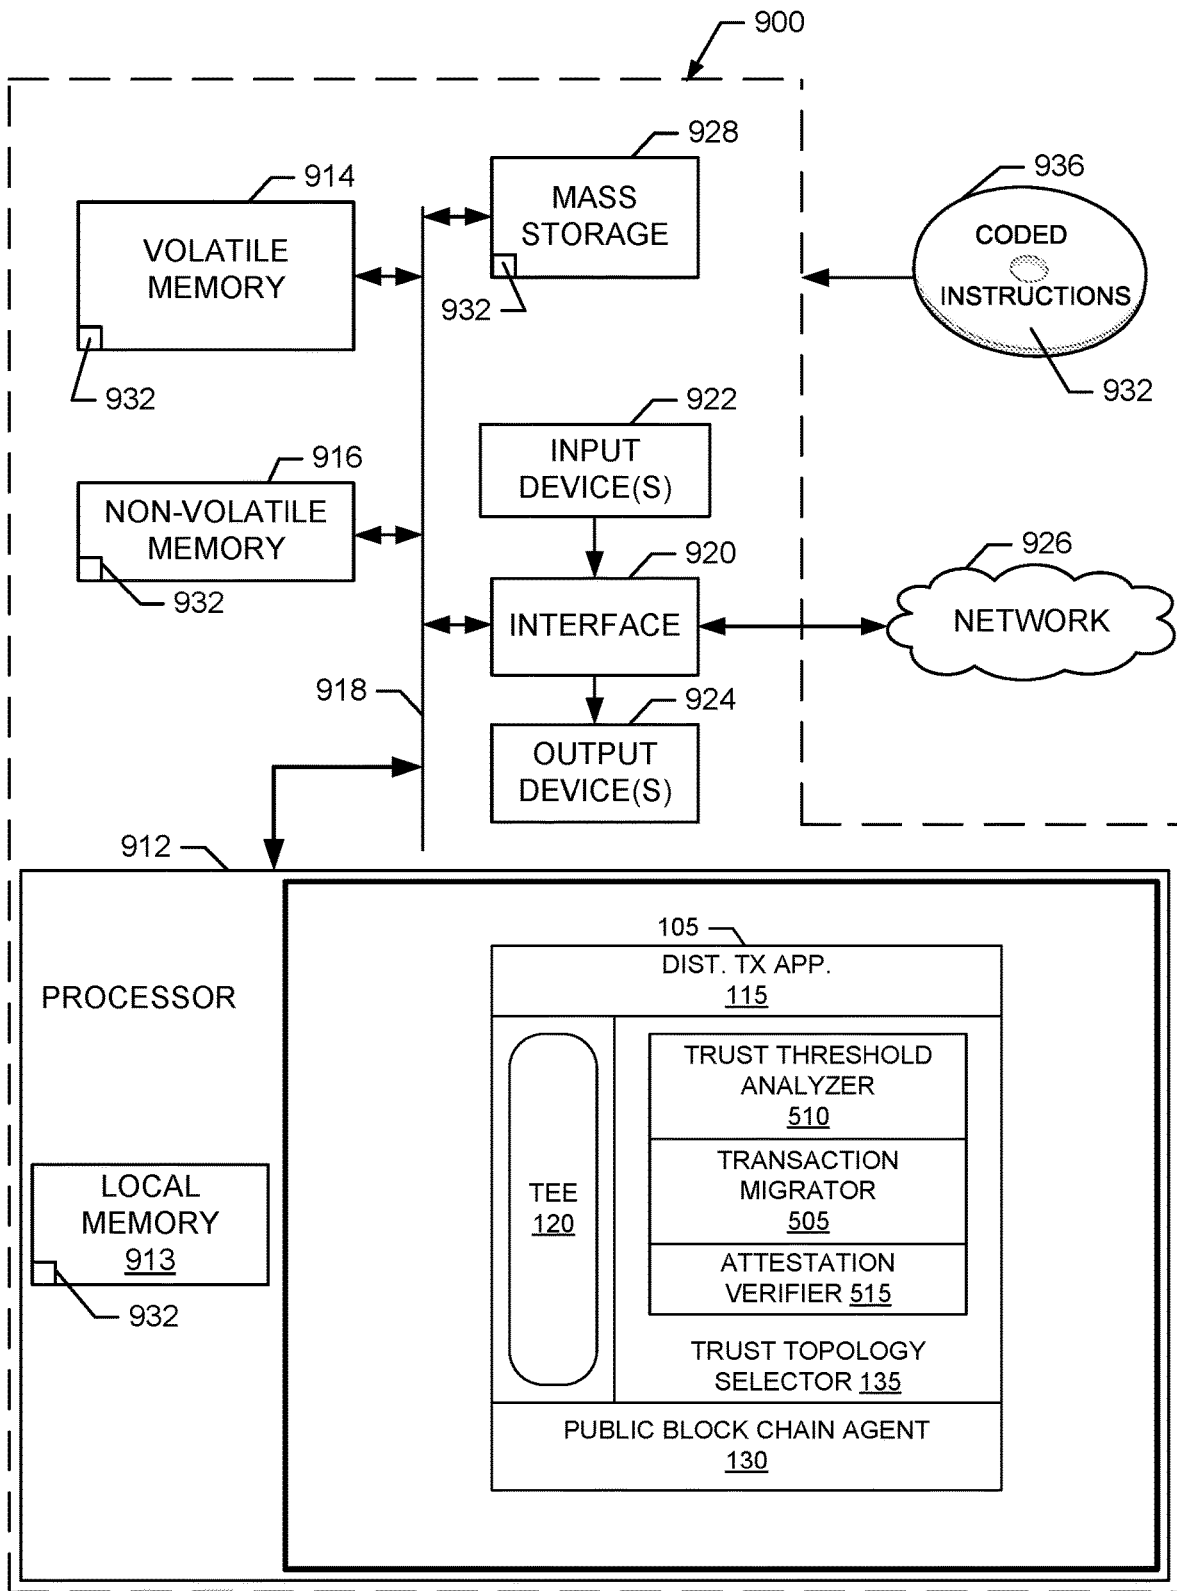 900
928
914
MASS
STORAGE
936
CODED
INSTRUCTIONS
VOLATILE
MEMORY
932
932
932
922
INPUT
DEVICE(S)
916
NON-VOLATILE
MEMORY
932
920
INTERFACE
926
NETWORK
918
924
OUTPUT
DEVICE(S)
912
105
DIST. TX APP.
115
PROCESSOR
TRUST THRESHOLD
ANALYZER
510
TRANSACTION
MIGRATOR
505
TEE
120
LOCAL
MEMORY
913
932
ATTESTATION
VERIFIER 515
TRUST TOPOLOGY
SELECTOR 135
PUBLIC BLOCK CHAIN AGENT
130